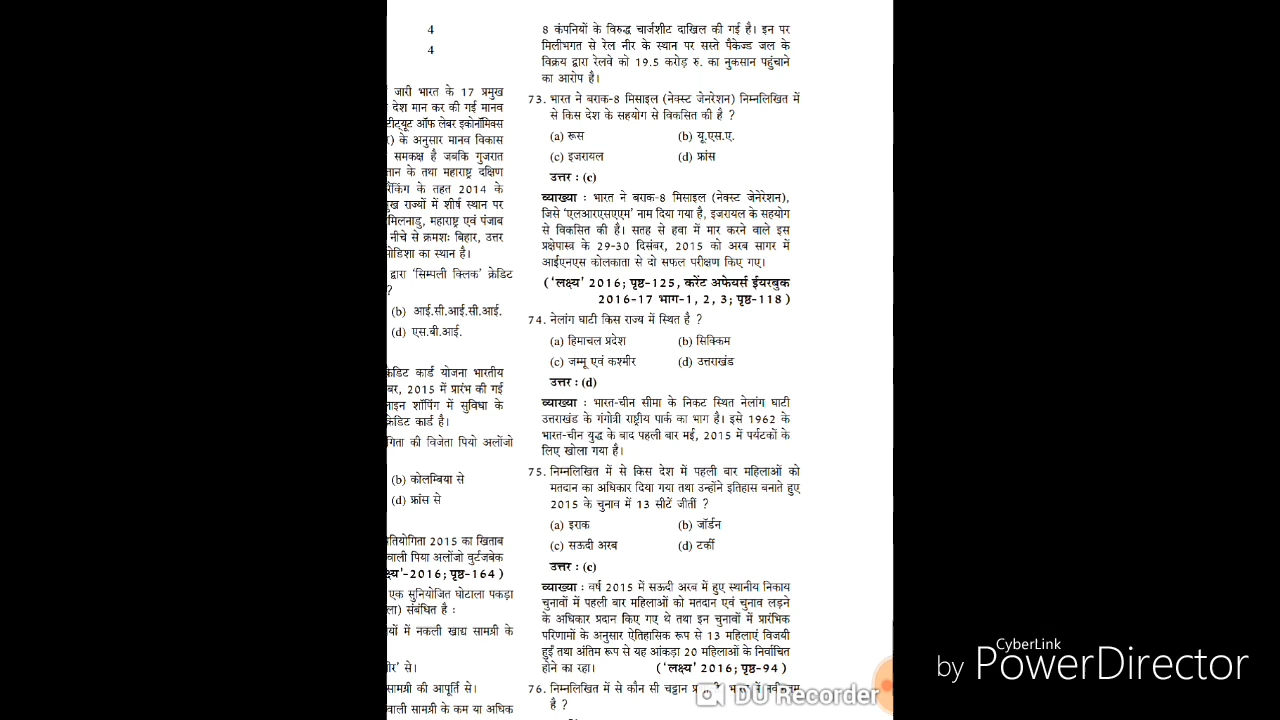 4
4
जारी भारत के 17 प्रमुख
देश मान कर की गई मानव
टीट्यूट ऑफ लेबर इकोनॉमिक्स
के अनुसार मानव विकास
समकक्ष है जबकि गुजरात
तान के तथा महाराष्ट्र दक्षिण
रैंकिंग के तहत 2014 के
मुख राज्यों में शीर्ष स्थान पर
मिलनाडु, महाराष्ट्र एवं पंजाब
नीचे से क्रमशः बिहार, उत्तर
ओडिशा का स्थान है।
द्वारा ‘सिम्पली क्लिक’ क्रेडिट
?
(b) आई.सी.आई.सी.आई.
(d) एस.बी.आई.
क्रेडिट कार्ड योजना भारतीय
बर, 2015 में प्रारंभ की गई
लाइन शॉपिंग में सुविधा के
क्रेडिट कार्ड है।
गिता की विजेता पियो अलोंजो
(b) कोलम्बिया से
(d) फ्रांस से
तियोगिता 2015 का खिताब
वाली पिया अलोंजो वुर्टजबेक
क्ष्य'-2016; पृष्ठ-164)
एक सुनियोजित घोटाला पकड़ा
ला) संबंधित है :
यों में नकली खाद्य सामग्री के
नीर’ से।
सामग्री की आपूर्ति से।
वाली सामग्री के कम या अधिक
8 कंपनियों के विरुद्ध चार्जशीट दाखिल की गई है। इन पर
मिलीभगत से रेल नीर के स्थान पर सस्ते पैकेज्ड जल के
विक्रय द्वारा रेलवे को 19.5 करोड़ रु. का नुकसान पहुंचाने
का आरोप है।
73. भारत ने बराक-8 मिसाइल (नेक्स्ट जेनरेशन) निम्नलिखित में
से किस देश के सहयोग से विकसित की है ?
(a) रूस (b) यू.एस.ए.
(c) इजरायल (d) फ्रांस
उत्तर : (c)
व्याख्या : भारत ने बराक-8 मिसाइल (नेक्स्ट जेनेरेशन),
जिसे ‘एलआरएसएएम’ नाम दिया गया है, इजरायल के सहयोग
से विकसित की है। सतह से हवा में मार करने वाले इस
प्रक्षेपास्त्र के 29-30 दिसंबर, 2015 को अरब सागर में
आईएनएस कोलकाता से दो सफल परीक्षण किए गए।
(‘लक्ष्य’ 2016; पृष्ठ-125, करेंट अफेयर्स ईयरबुक
2016-17 भाग-1, 2, 3; पृष्ठ-118)
74. नेलांग घाटी किस राज्य में स्थित है ?
(a) हिमाचल प्रदेश (b) सिक्किम
(c) जम्मू एवं कश्मीर (d) उत्तराखंड
उत्तर : (d)
व्याख्या : भारत-चीन सीमा के निकट स्थित नेलांग घाटी
उत्तराखंड के गंगोत्री राष्ट्रीय पार्क का भाग है। इसे 1962 के
भारत-चीन युद्ध के बाद पहली बार मई, 2015 में पर्यटकों के
लिए खोला गया है।
75. निम्नलिखित में से किस देश में पहली बार महिलाओं को
मतदान का अधिकार दिया गया तथा उन्होंने इतिहास बनाते हुए
2015 के चुनाव में 13 सीटें जीतीं ?
(a) इराक (b) जॉर्डन
(c) सऊदी अरब (d) टर्की
उत्तर : (c)
व्याख्या : वर्ष 2015 में सऊदी अरब में हुए स्थानीय निकाय
चुनावों में पहली बार महिलाओं को मतदान एवं चुनाव लड़ने
के अधिकार प्रदान किए गए थे तथा इन चुनावों में प्रारंभिक
परिणामों के अनुसार ऐतिहासिक रूप से 13 महिलाएं विजयी
हुईं तथा अंतिम रूप से यह आंकड़ा 20 महिलाओं के निर्वाचित
होने का रहा। (‘लक्ष्य’ 2016; पृष्ठ-94)
76. निम्नलिखित में से कौन सी चट्टान
है ?
DU Recorder
CyberLink
by PowerDirector